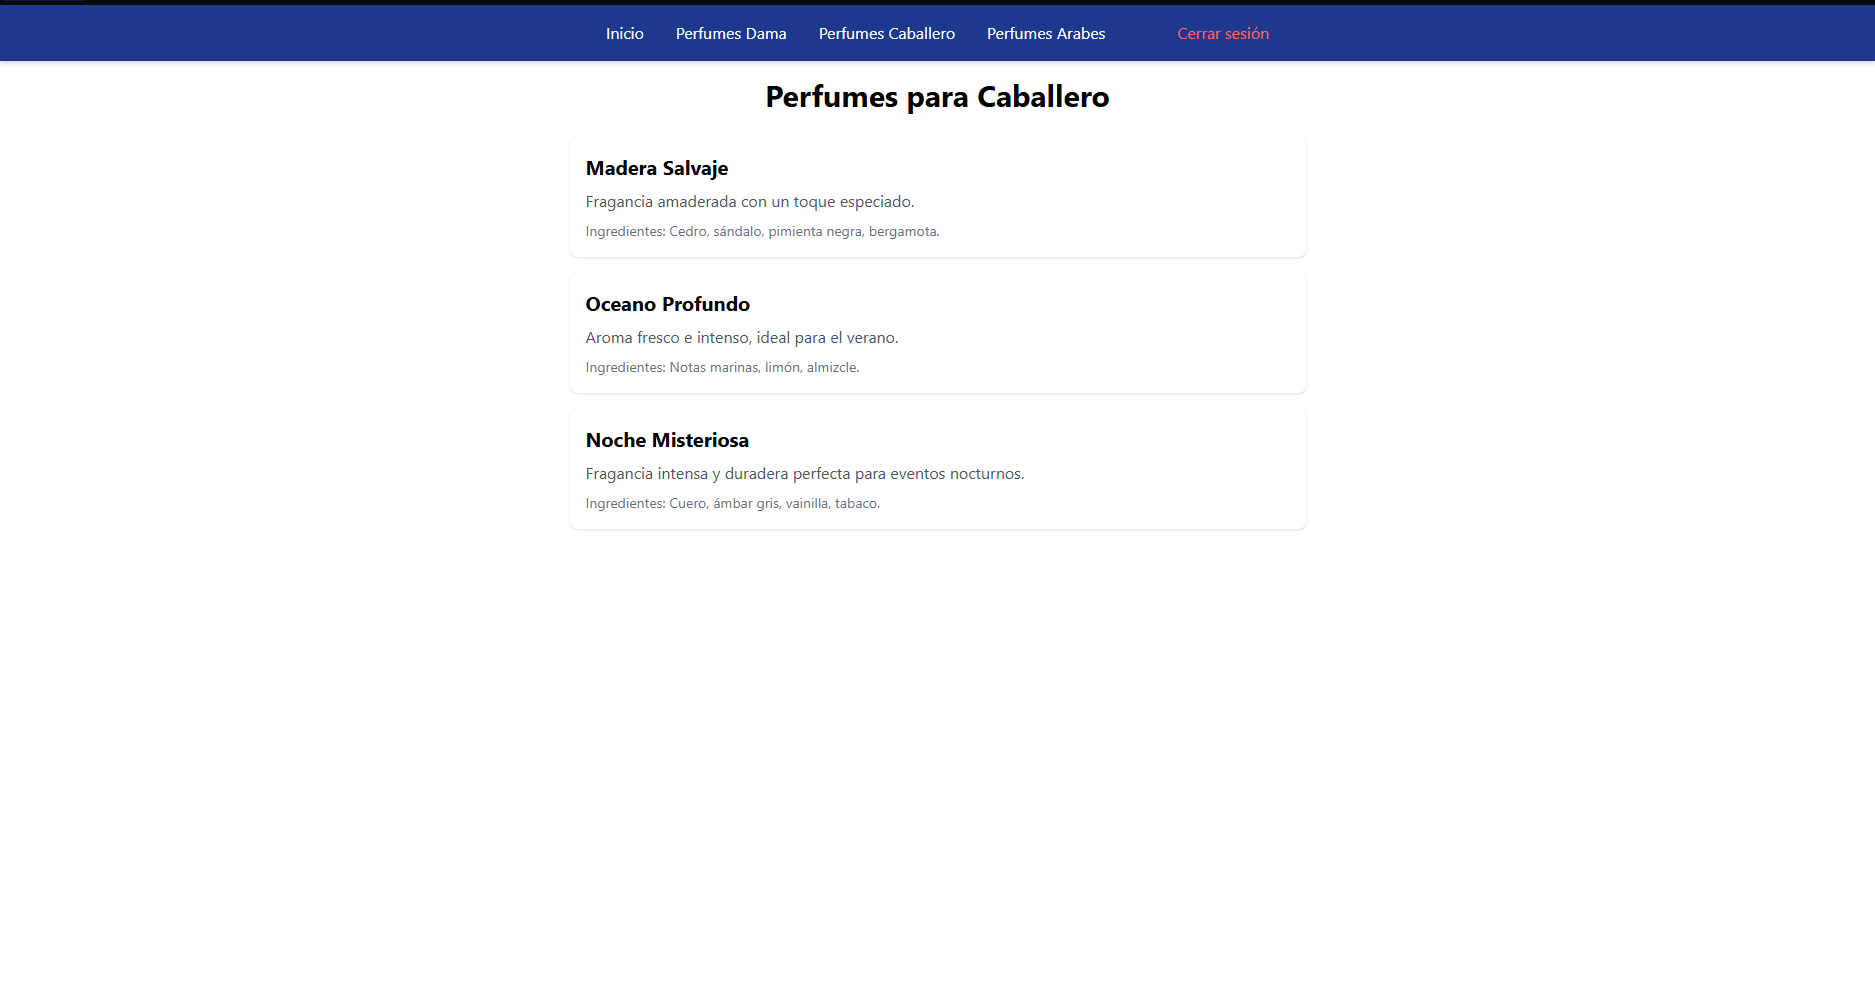 Inicio Perfumes Dama Perfumes Caballero Perfumes Arabes Cerrar sesión
Perfumes para Caballero
Madera Salvaje
Fragancia amaderada con un toque especiado.
Ingredientes: Cedro, sándalo, pimienta negra, bergamota.
Oceano Profundo
Aroma fresco e intenso, ideal para el verano.
Ingredientes: Notas marinas, limón, almizcle.
Noche Misteriosa
Fragancia intensa y duradera perfecta para eventos nocturnos.
Ingredientes: Cuero, ámbar gris, vainilla, tabaco.